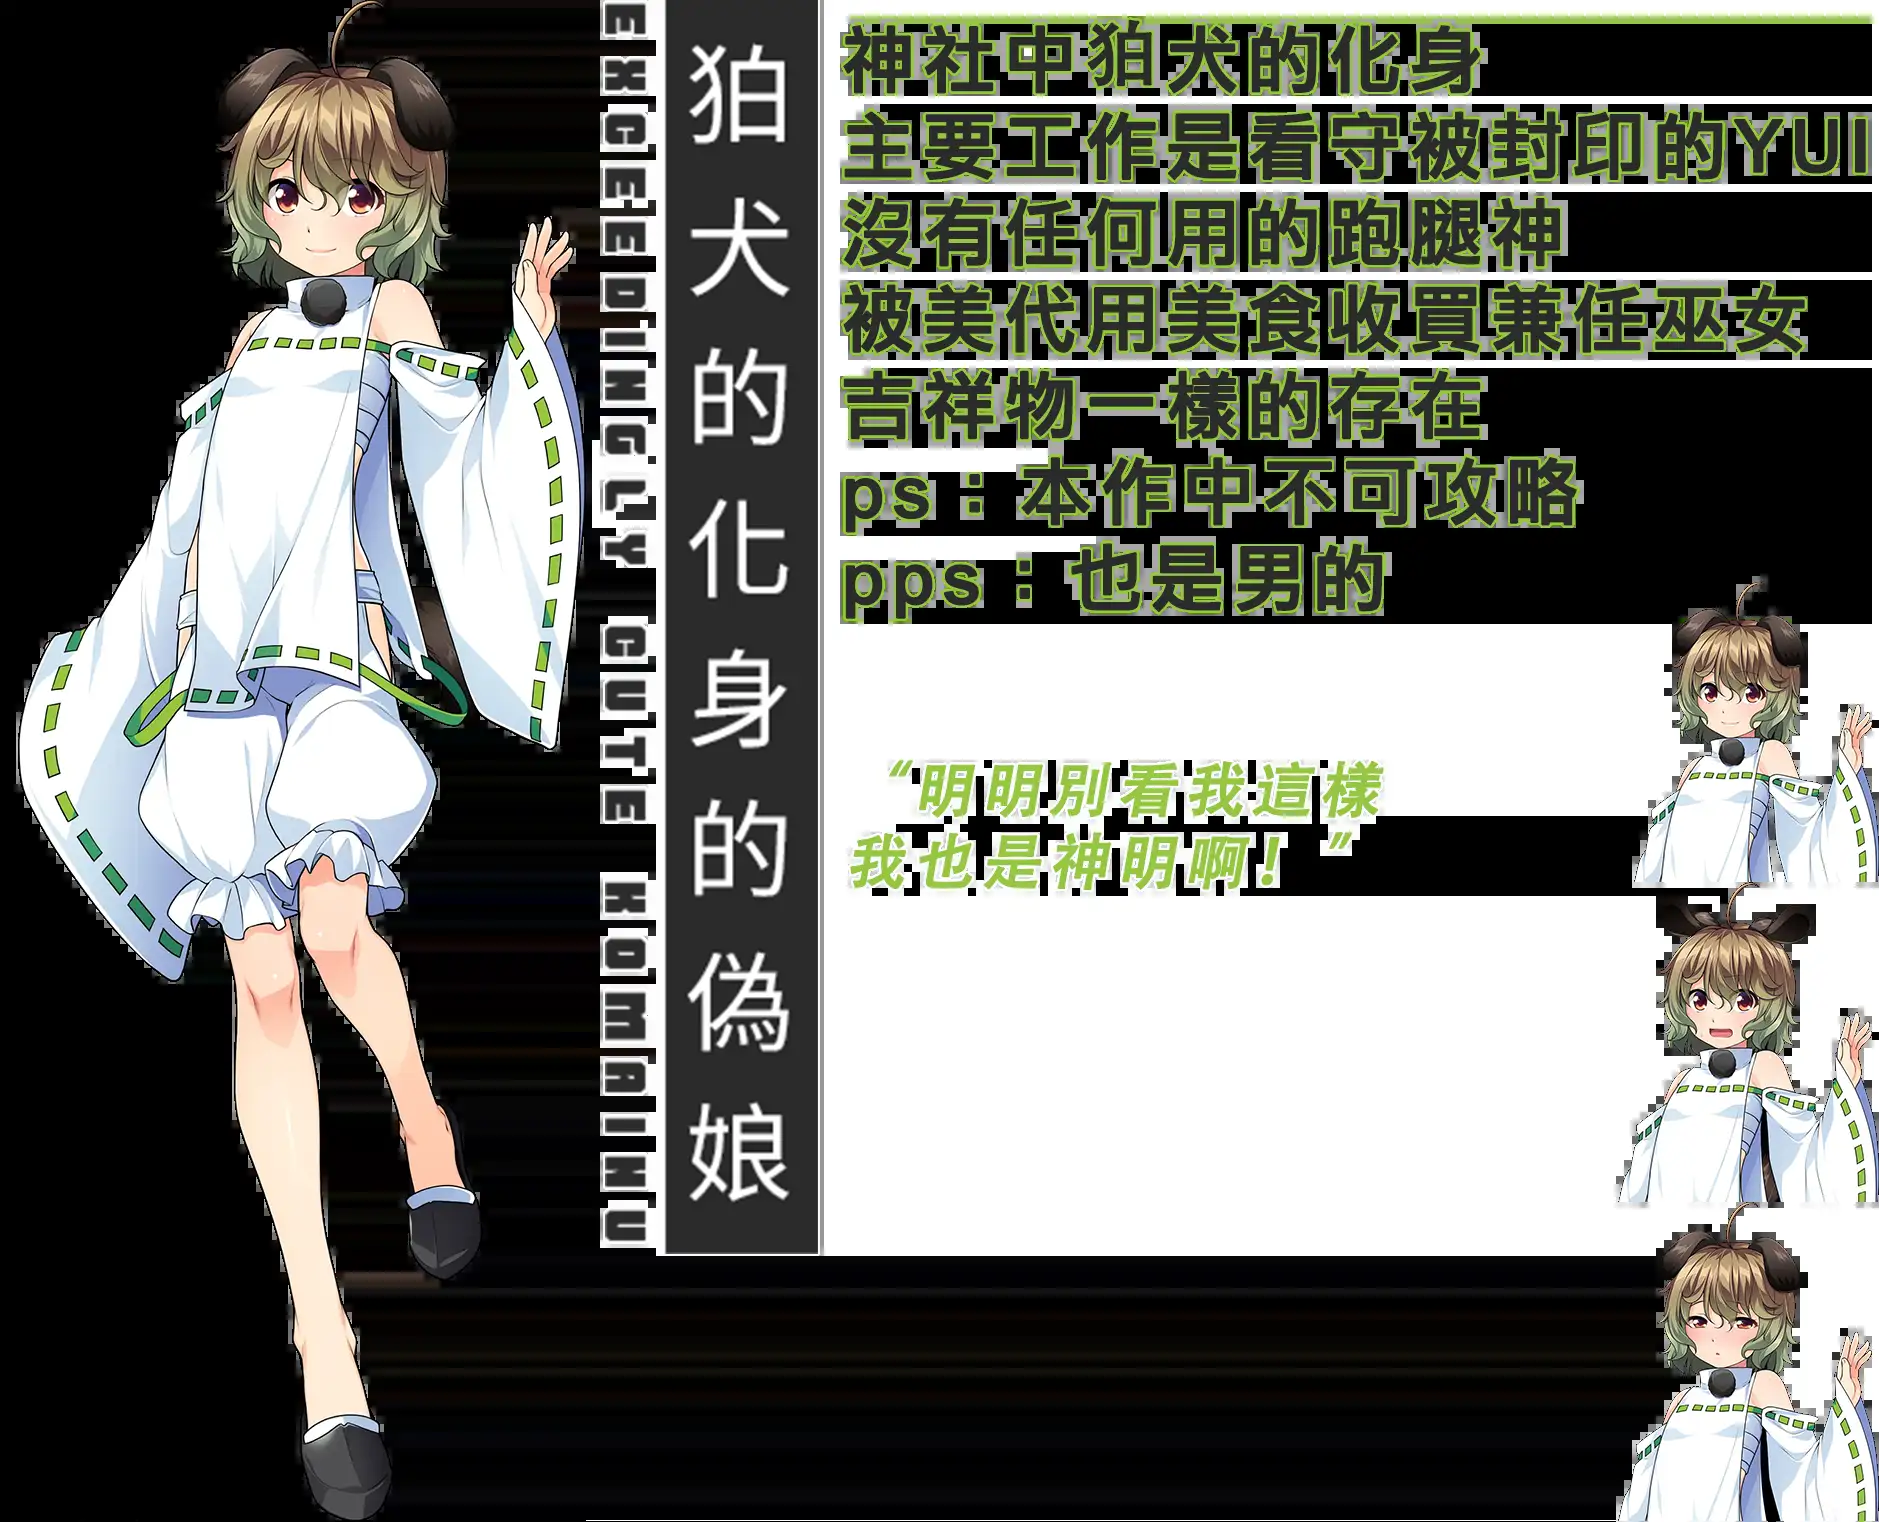 EXCEEDINGLY CUTE KOMAINU
狛犬的化身的偽娘
神社中狛犬的化身
主要工作是看守被封印的YUI
沒有任何用的跑腿神
被美代用美食收買兼任巫女
吉祥物一樣的存在
ps：本作中不可攻略
pps：也是男的
“明明別看我這樣
我也是神明啊！”